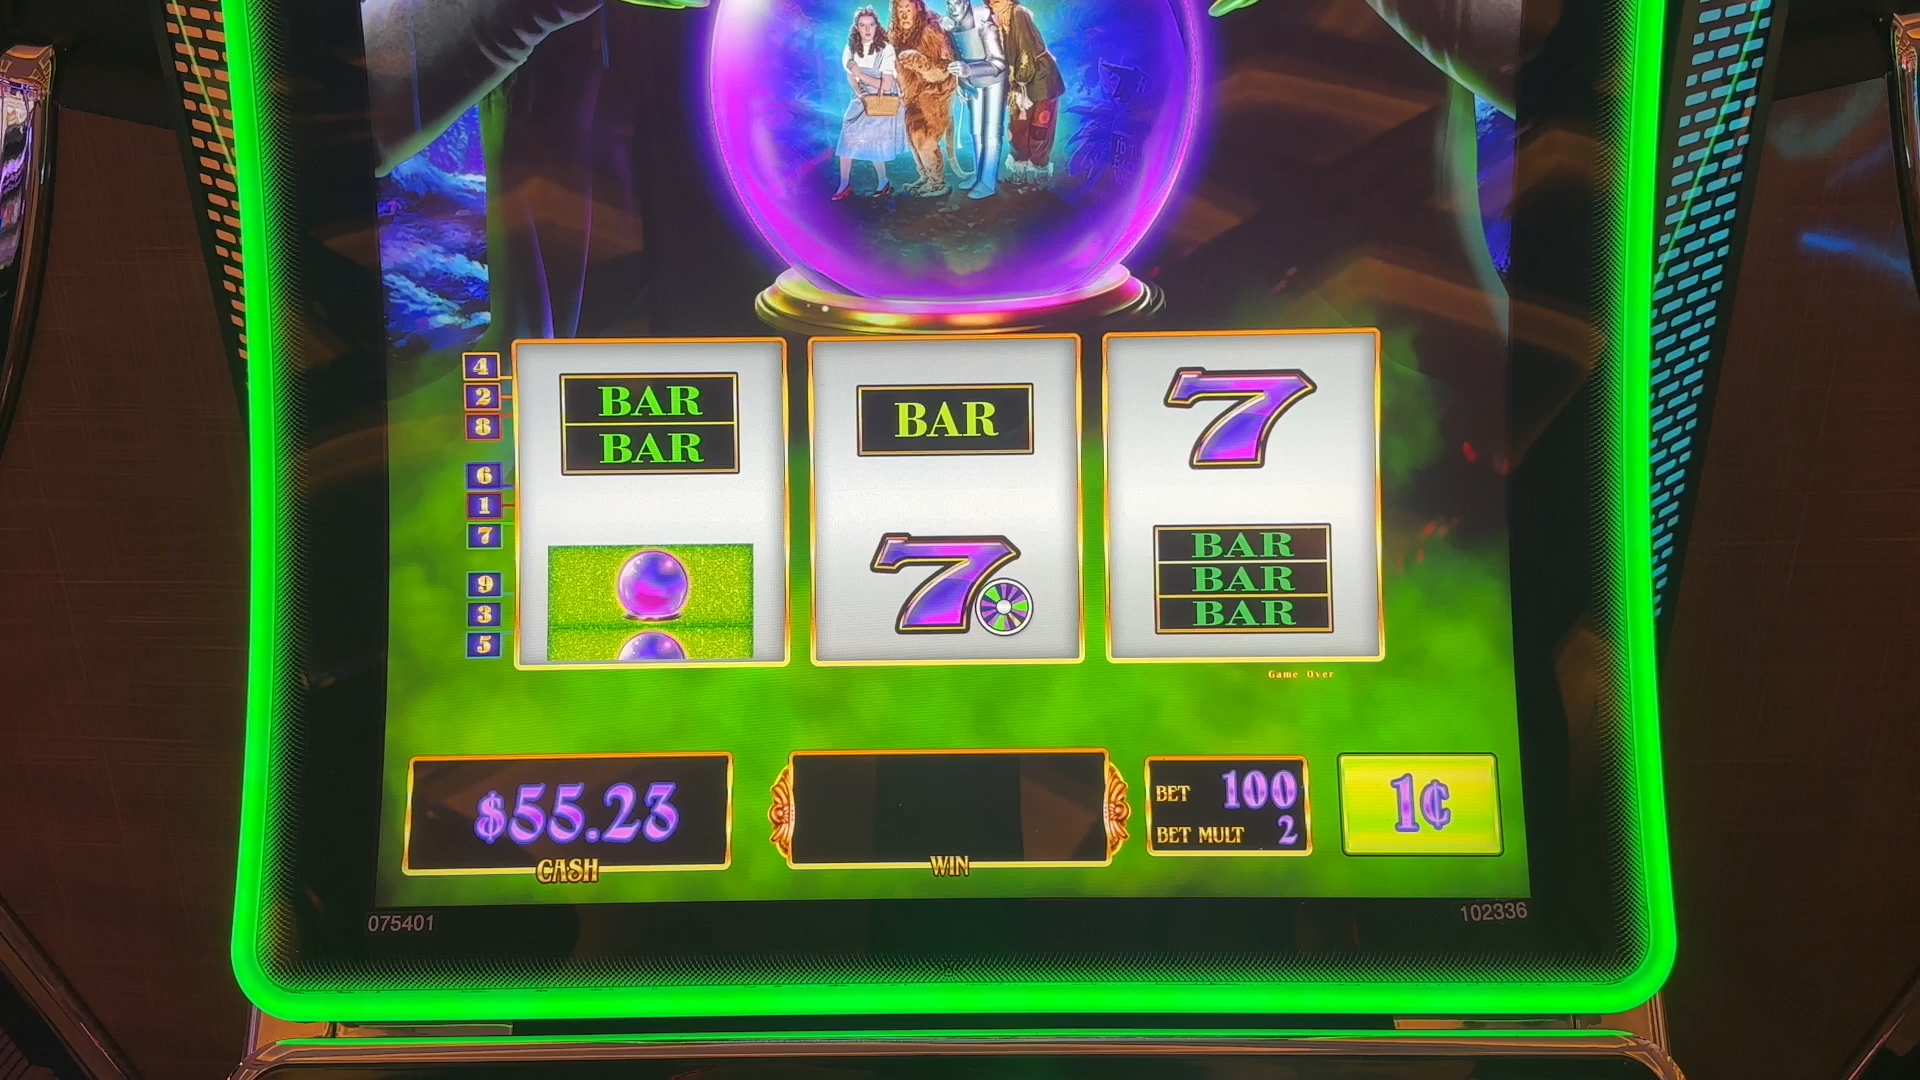 4
2
8
6
1
7
9
3
5
BAR
BAR
BAR
7
7
BAR
BAR
BAR
Game Over
$55.23
CASH
WIN
BET 100
BET MULT 2
1¢
075401
102336